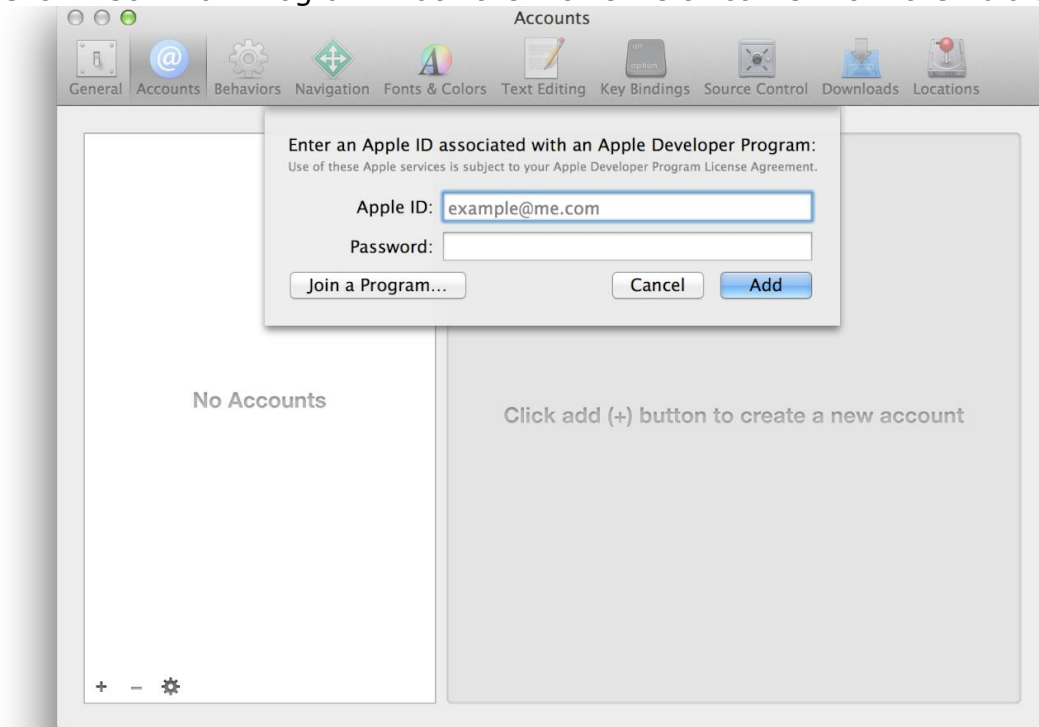 Accounts
General Accounts Behaviors Navigation Fonts & Colors Text Editing Key Bindings Source Control Downloads Locations
alt
option
Enter an Apple ID associated with an Apple Developer Program:
Use of these Apple services is subject to your Apple Developer Program License Agreement.
Apple ID: example@me.com
Password:
Join a Program... Cancel Add
No Accounts
Click add (+) button to create a new account